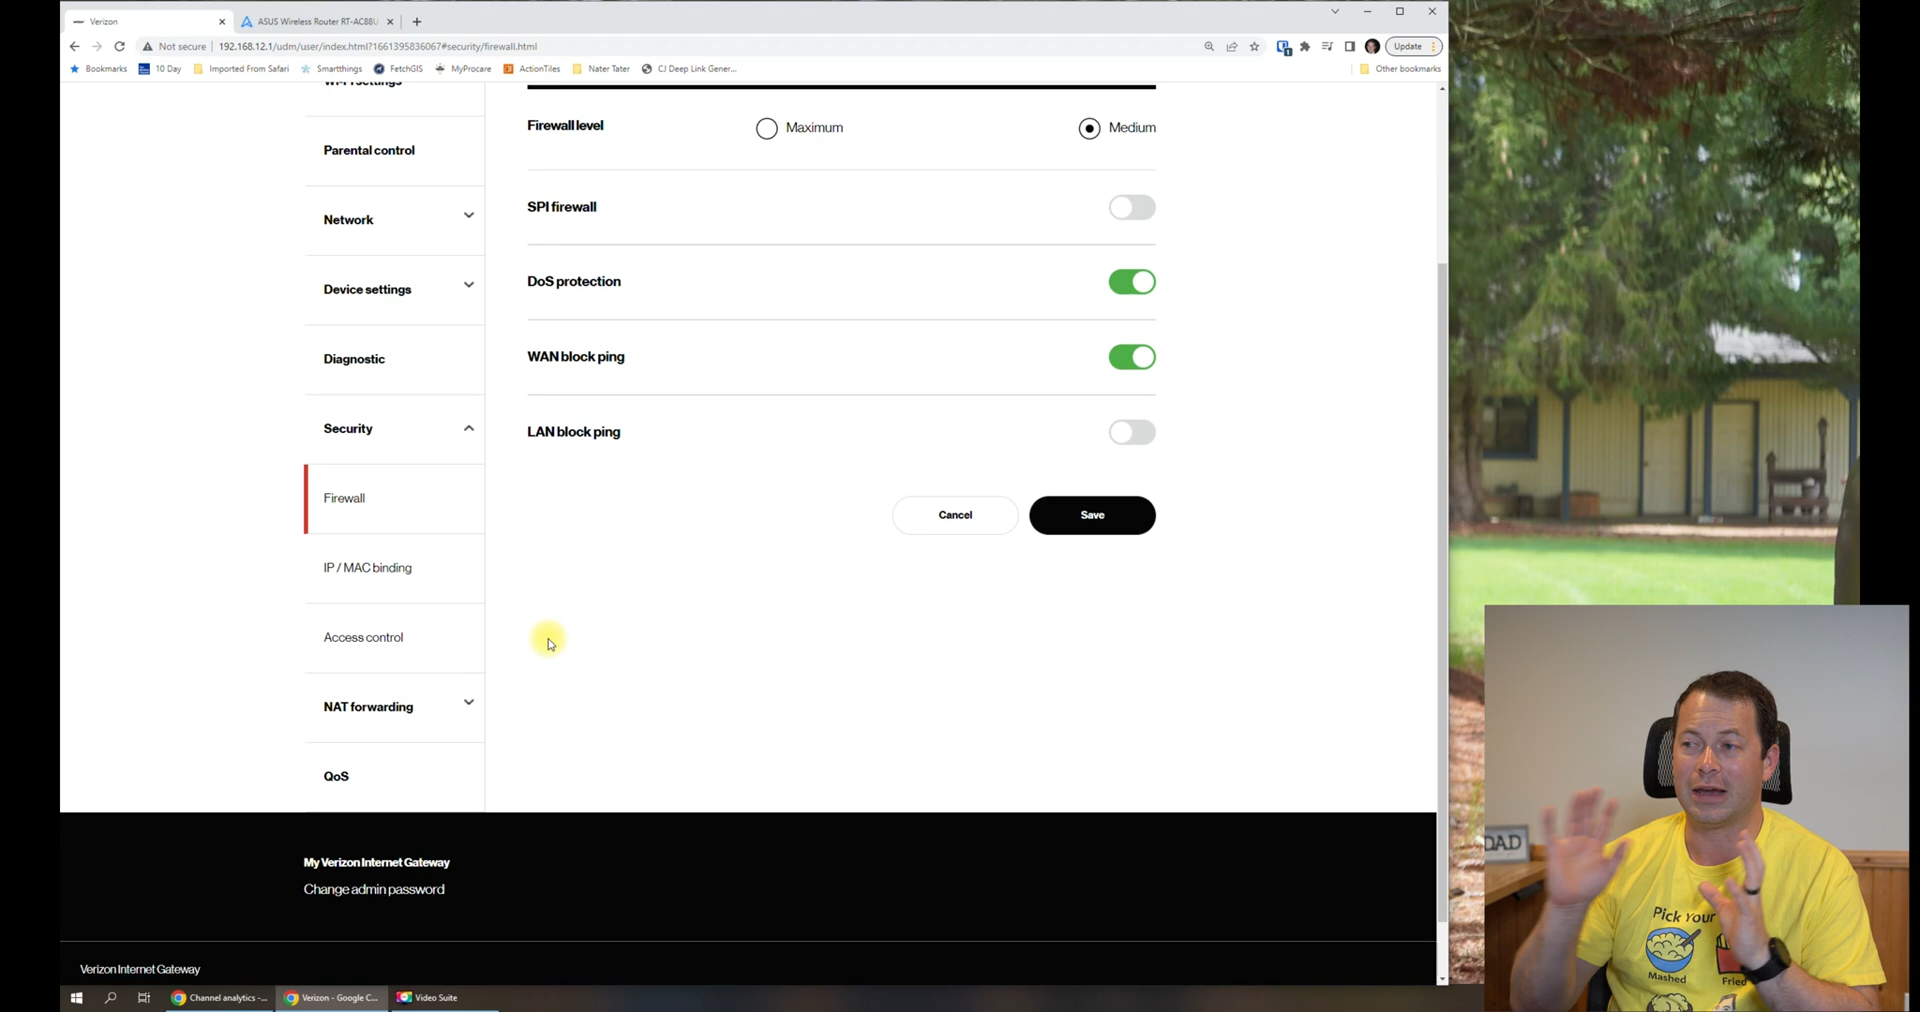 Verizon
ASUS Wireless Router RT-AC88U
Not secure
192.168.12.1/udm/user/index.html?1661395836067#security/firewall.html
Update
Bookmarks
10 Day
Imported From Safari
Smartthings
FetchGIS
MyProcare
ActionTiles
Nater Tater
CJ Deep Link Gener...
Other bookmarks
Wi-Fi settings
Firewall level
Maximum
Medium
Parental control
SPI firewall
Network
DoS protection
Device settings
WAN block ping
Diagnostic
LAN block ping
Security
Firewall
Cancel
Save
IP / MAC binding
Access control
NAT forwarding
QoS
My Verizon Internet Gateway
Change admin password
Verizon Internet Gateway
Channel analytics -...
Verizon - Google C...
Video Suite
DAD
Pick Your
Mashed
Fried